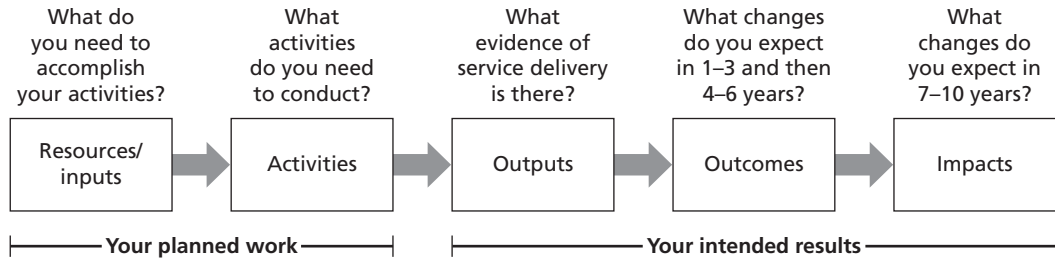 What do
you need to
accomplish
your activities?
What
activities
do you need
to conduct?
What
evidence of
service delivery
is there?
What changes
do you expect
in 1–3 and then
4–6 years?
What
changes do
you expect in
7–10 years?
Resources/
inputs
Activities
Outputs
Outcomes
Impacts
Your planned work
Your intended results